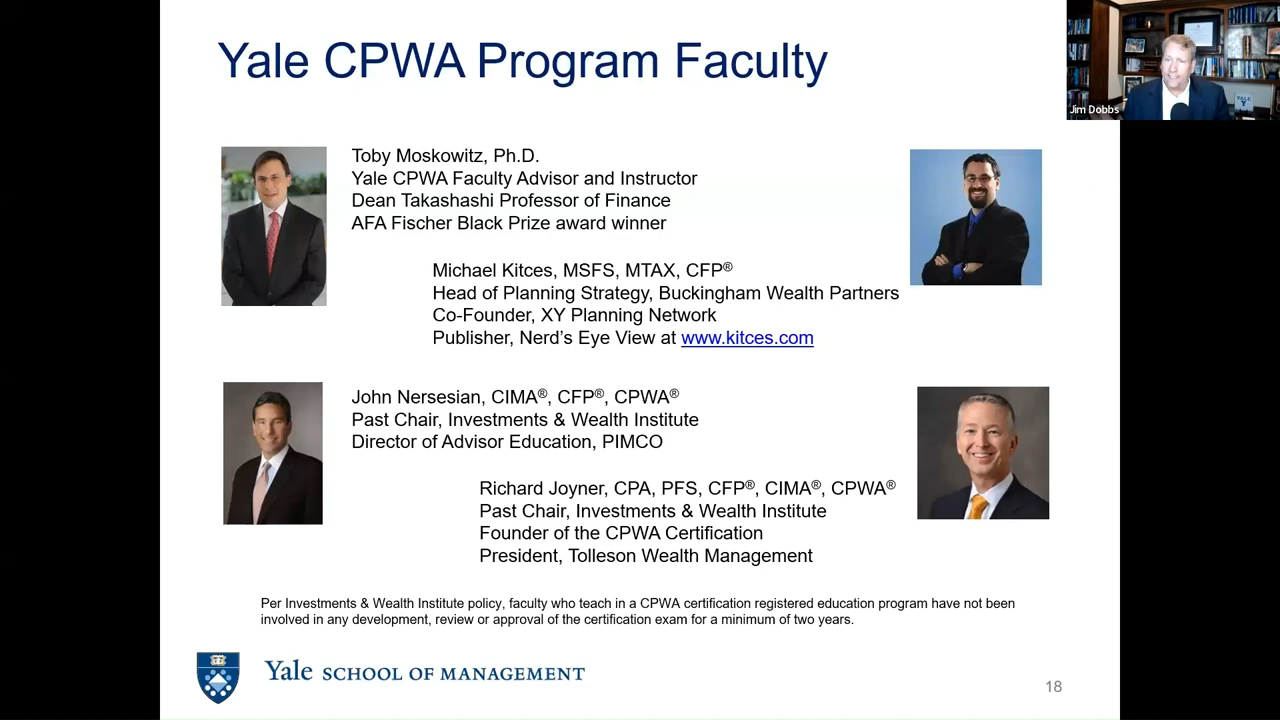 Yale CPWA Program Faculty
Jim Dobbs
YALE
Toby Moskowitz, Ph.D.
Yale CPWA Faculty Advisor and Instructor
Dean Takashashi Professor of Finance
AFA Fischer Black Prize award winner
Michael Kitces, MSFS, MTAX, CFP®
Head of Planning Strategy, Buckingham Wealth Partners
Co-Founder, XY Planning Network
Publisher, Nerd’s Eye View at www.kitces.com
John Nersesian, CIMA®, CFP®, CPWA®
Past Chair, Investments & Wealth Institute
Director of Advisor Education, PIMCO
Richard Joyner, CPA, PFS, CFP®, CIMA®, CPWA®
Past Chair, Investments & Wealth Institute
Founder of the CPWA Certification
President, Tolleson Wealth Management
Per Investments & Wealth Institute policy, faculty who teach in a CPWA certification registered education program have not been
involved in any development, review or approval of the certification exam for a minimum of two years.
Yale SCHOOL OF MANAGEMENT
18